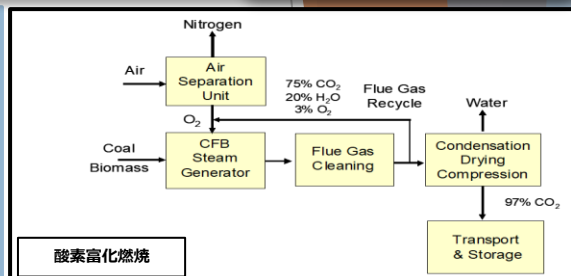 Nitrogen
Air
Air
Separation
Unit
O₂
75% CO₂
20% H₂O
3% O₂
Flue Gas
Recycle
Water
Coal
Biomass
CFB
Steam
Generator
Flue Gas
Cleaning
Condensation
Drying
Compression
97% CO₂
Transport
& Storage
酸素富化燃焼